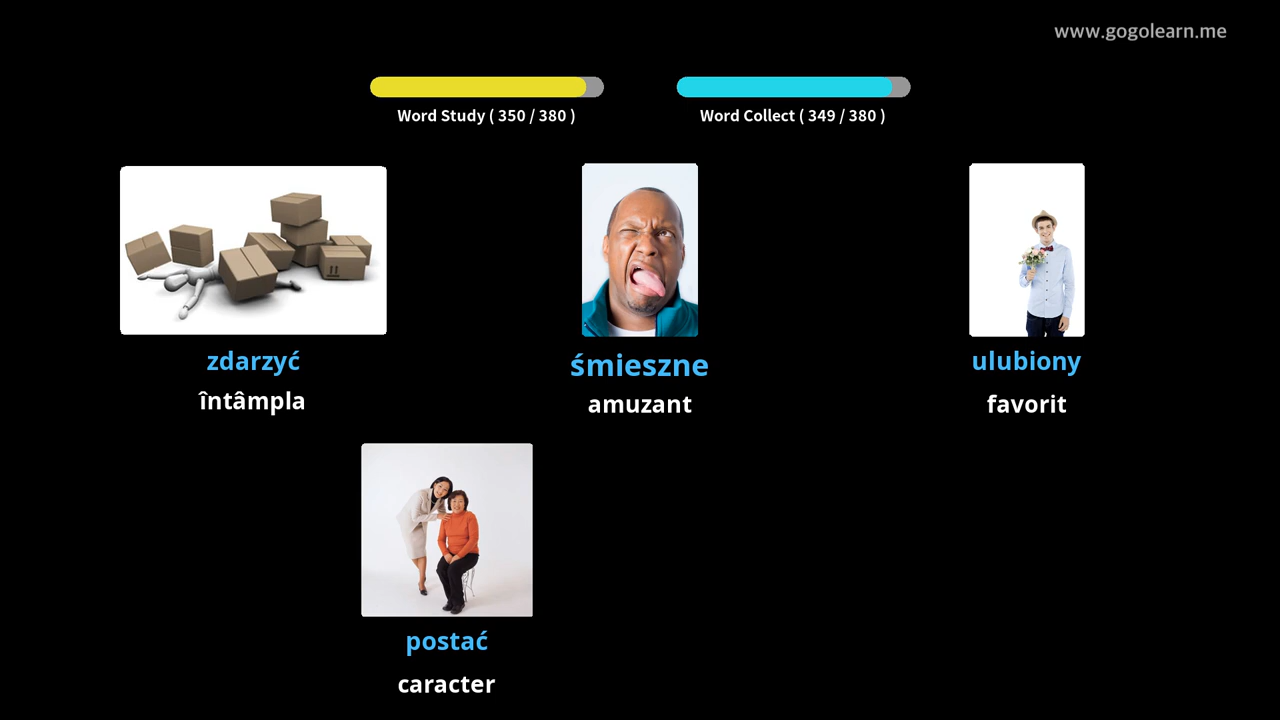 www.gogolearn.me
Word Study ( 350 / 380 )
Word Collect ( 349 / 380 )
zdarzyć
întâmpla
śmieszne
amuzant
ulubiony
favorit
postać
caracter